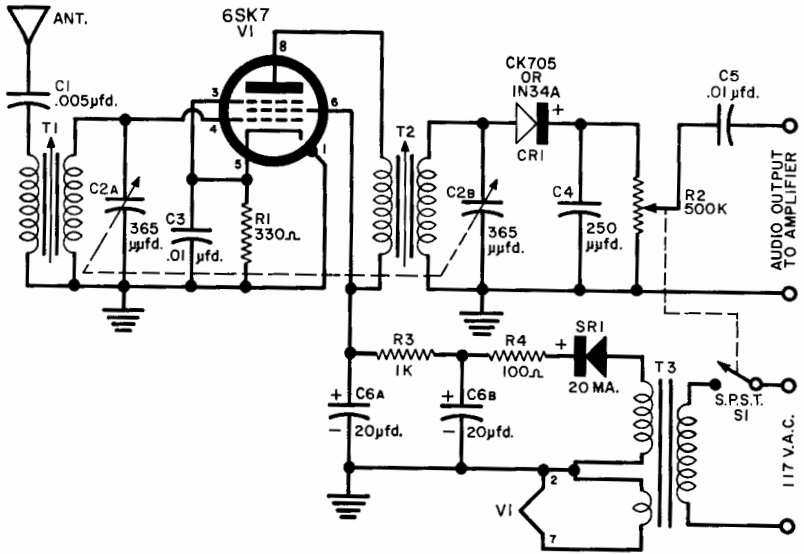 ANT.
6SK7
V1
8
3
4
6
5
1
C1
.005µfd.
T1
C2A
365
µµfd.
C3
.01 µfd.
R1
330Ω
T2
C2B
365
µµfd.
CK705
OR
1N34A
+
CR1
C4
250
µµfd.
R2
500K
C5
.01 µfd.
AUDIO OUTPUT
TO AMPLIFIER
R3
1K
R4
100Ω
+
SR1
20 MA.
T3
S.P.S.T.
S1
117 V.A.C.
+
C6A
–
20µfd.
+
C6B
–
20µfd.
2
V1
7